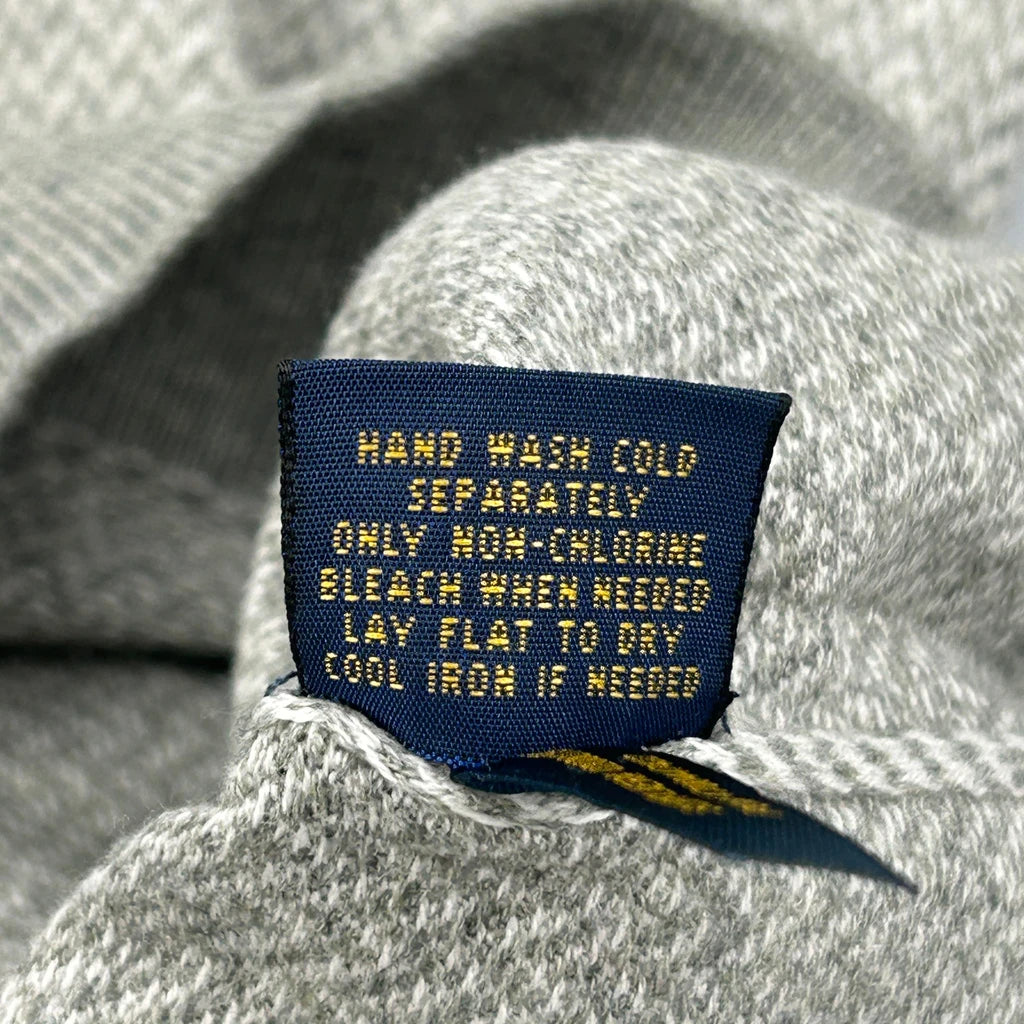 HAND WASH COLD
SEPARATELY
ONLY NON-CHLORINE
BLEACH WHEN NEEDED
LAY FLAT TO DRY
COOL IRON IF NEEDED